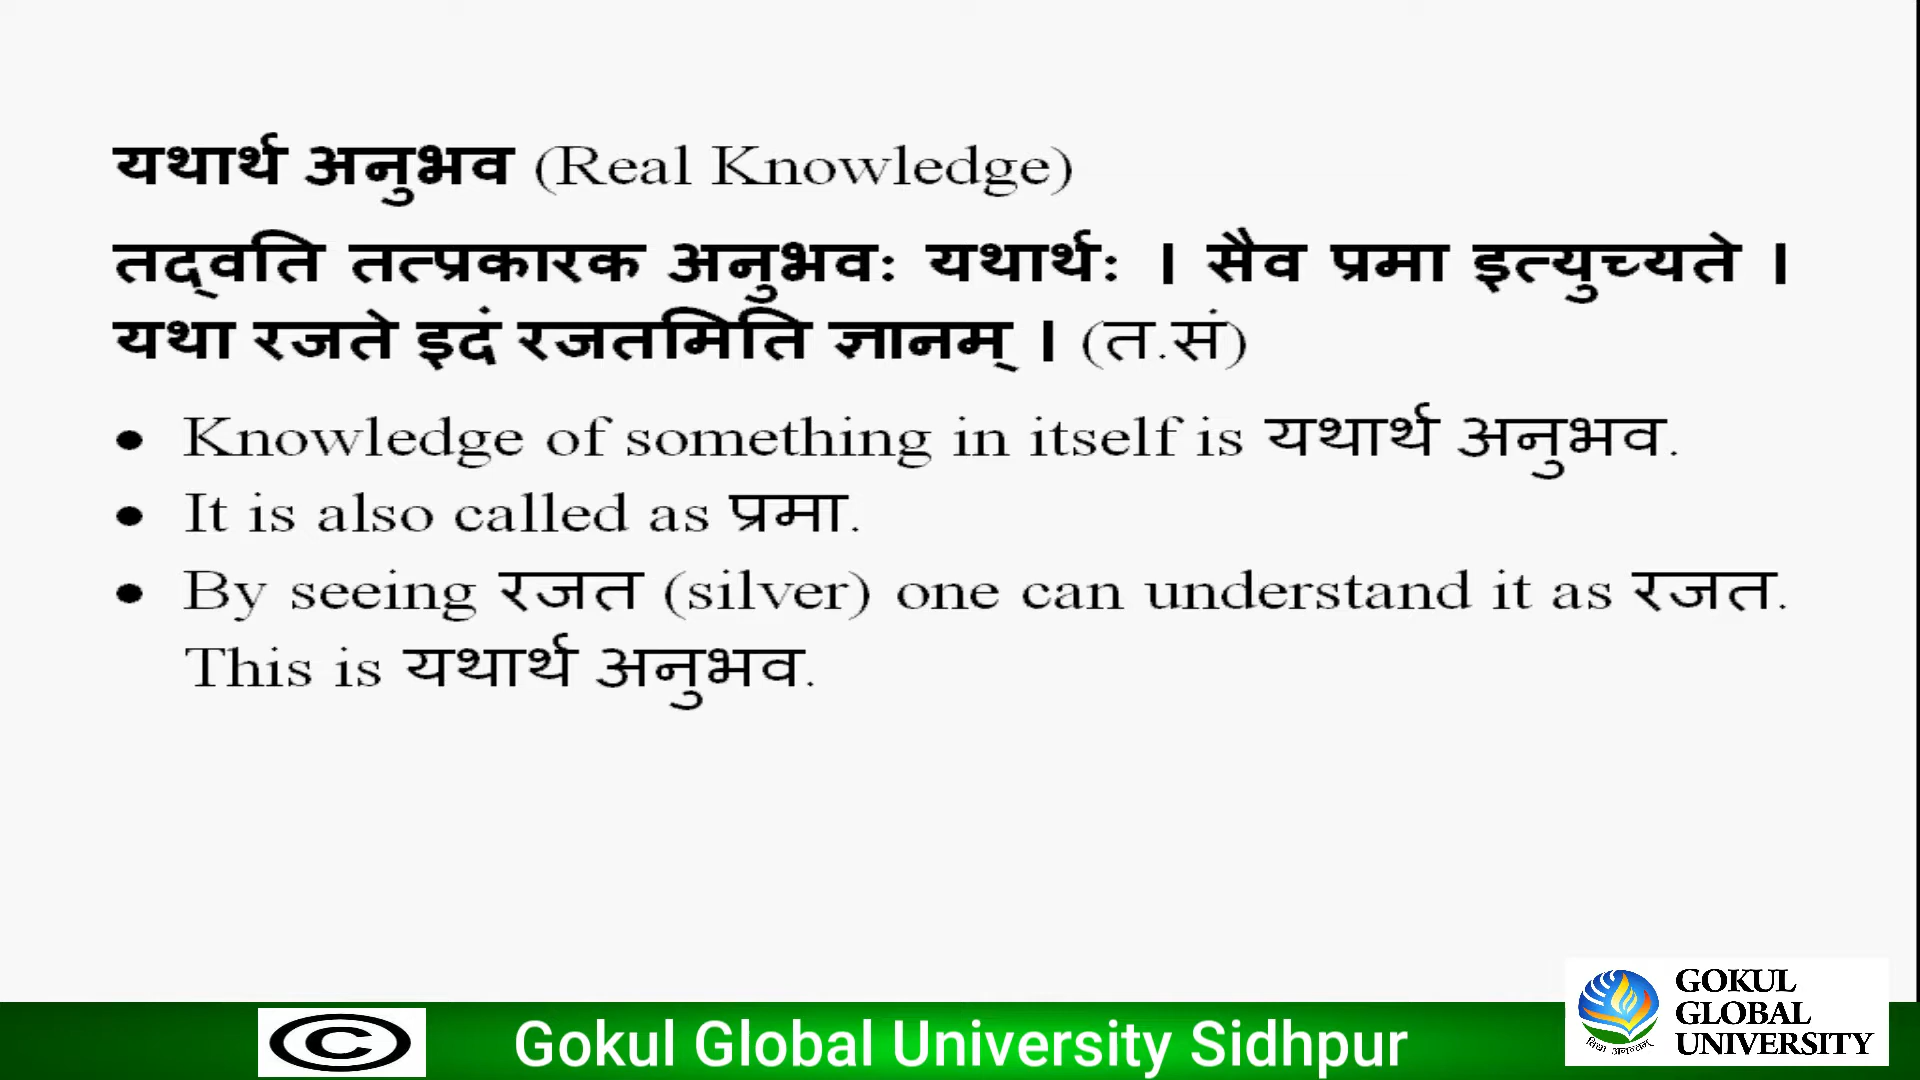 यथार्थ अनुभव (Real Knowledge)
तद्वति तत्प्रकारक अनुभवः यथार्थः । सैव प्रमा इत्युच्यते ।
यथा रजते इदं रजतमिति ज्ञानम् । (त.सं)
● Knowledge of something in itself is यथार्थ अनुभव.
● It is also called as प्रमा.
● By seeing रजत (silver) one can understand it as रजत.
This is यथार्थ अनुभव.
© Gokul Global University Sidhpur
GOKUL
GLOBAL
UNIVERSITY